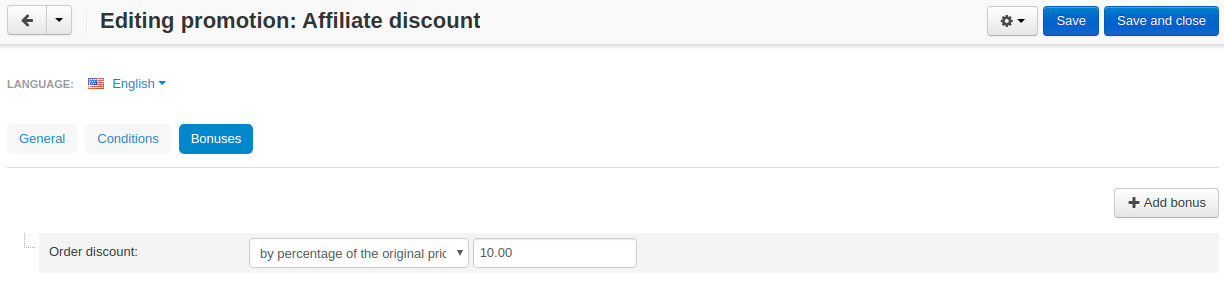 Editing promotion: Affiliate discount
Save
Save and close
LANGUAGE: English
General Conditions Bonuses
Add bonus
Order discount: by percentage of the original pric 10.00